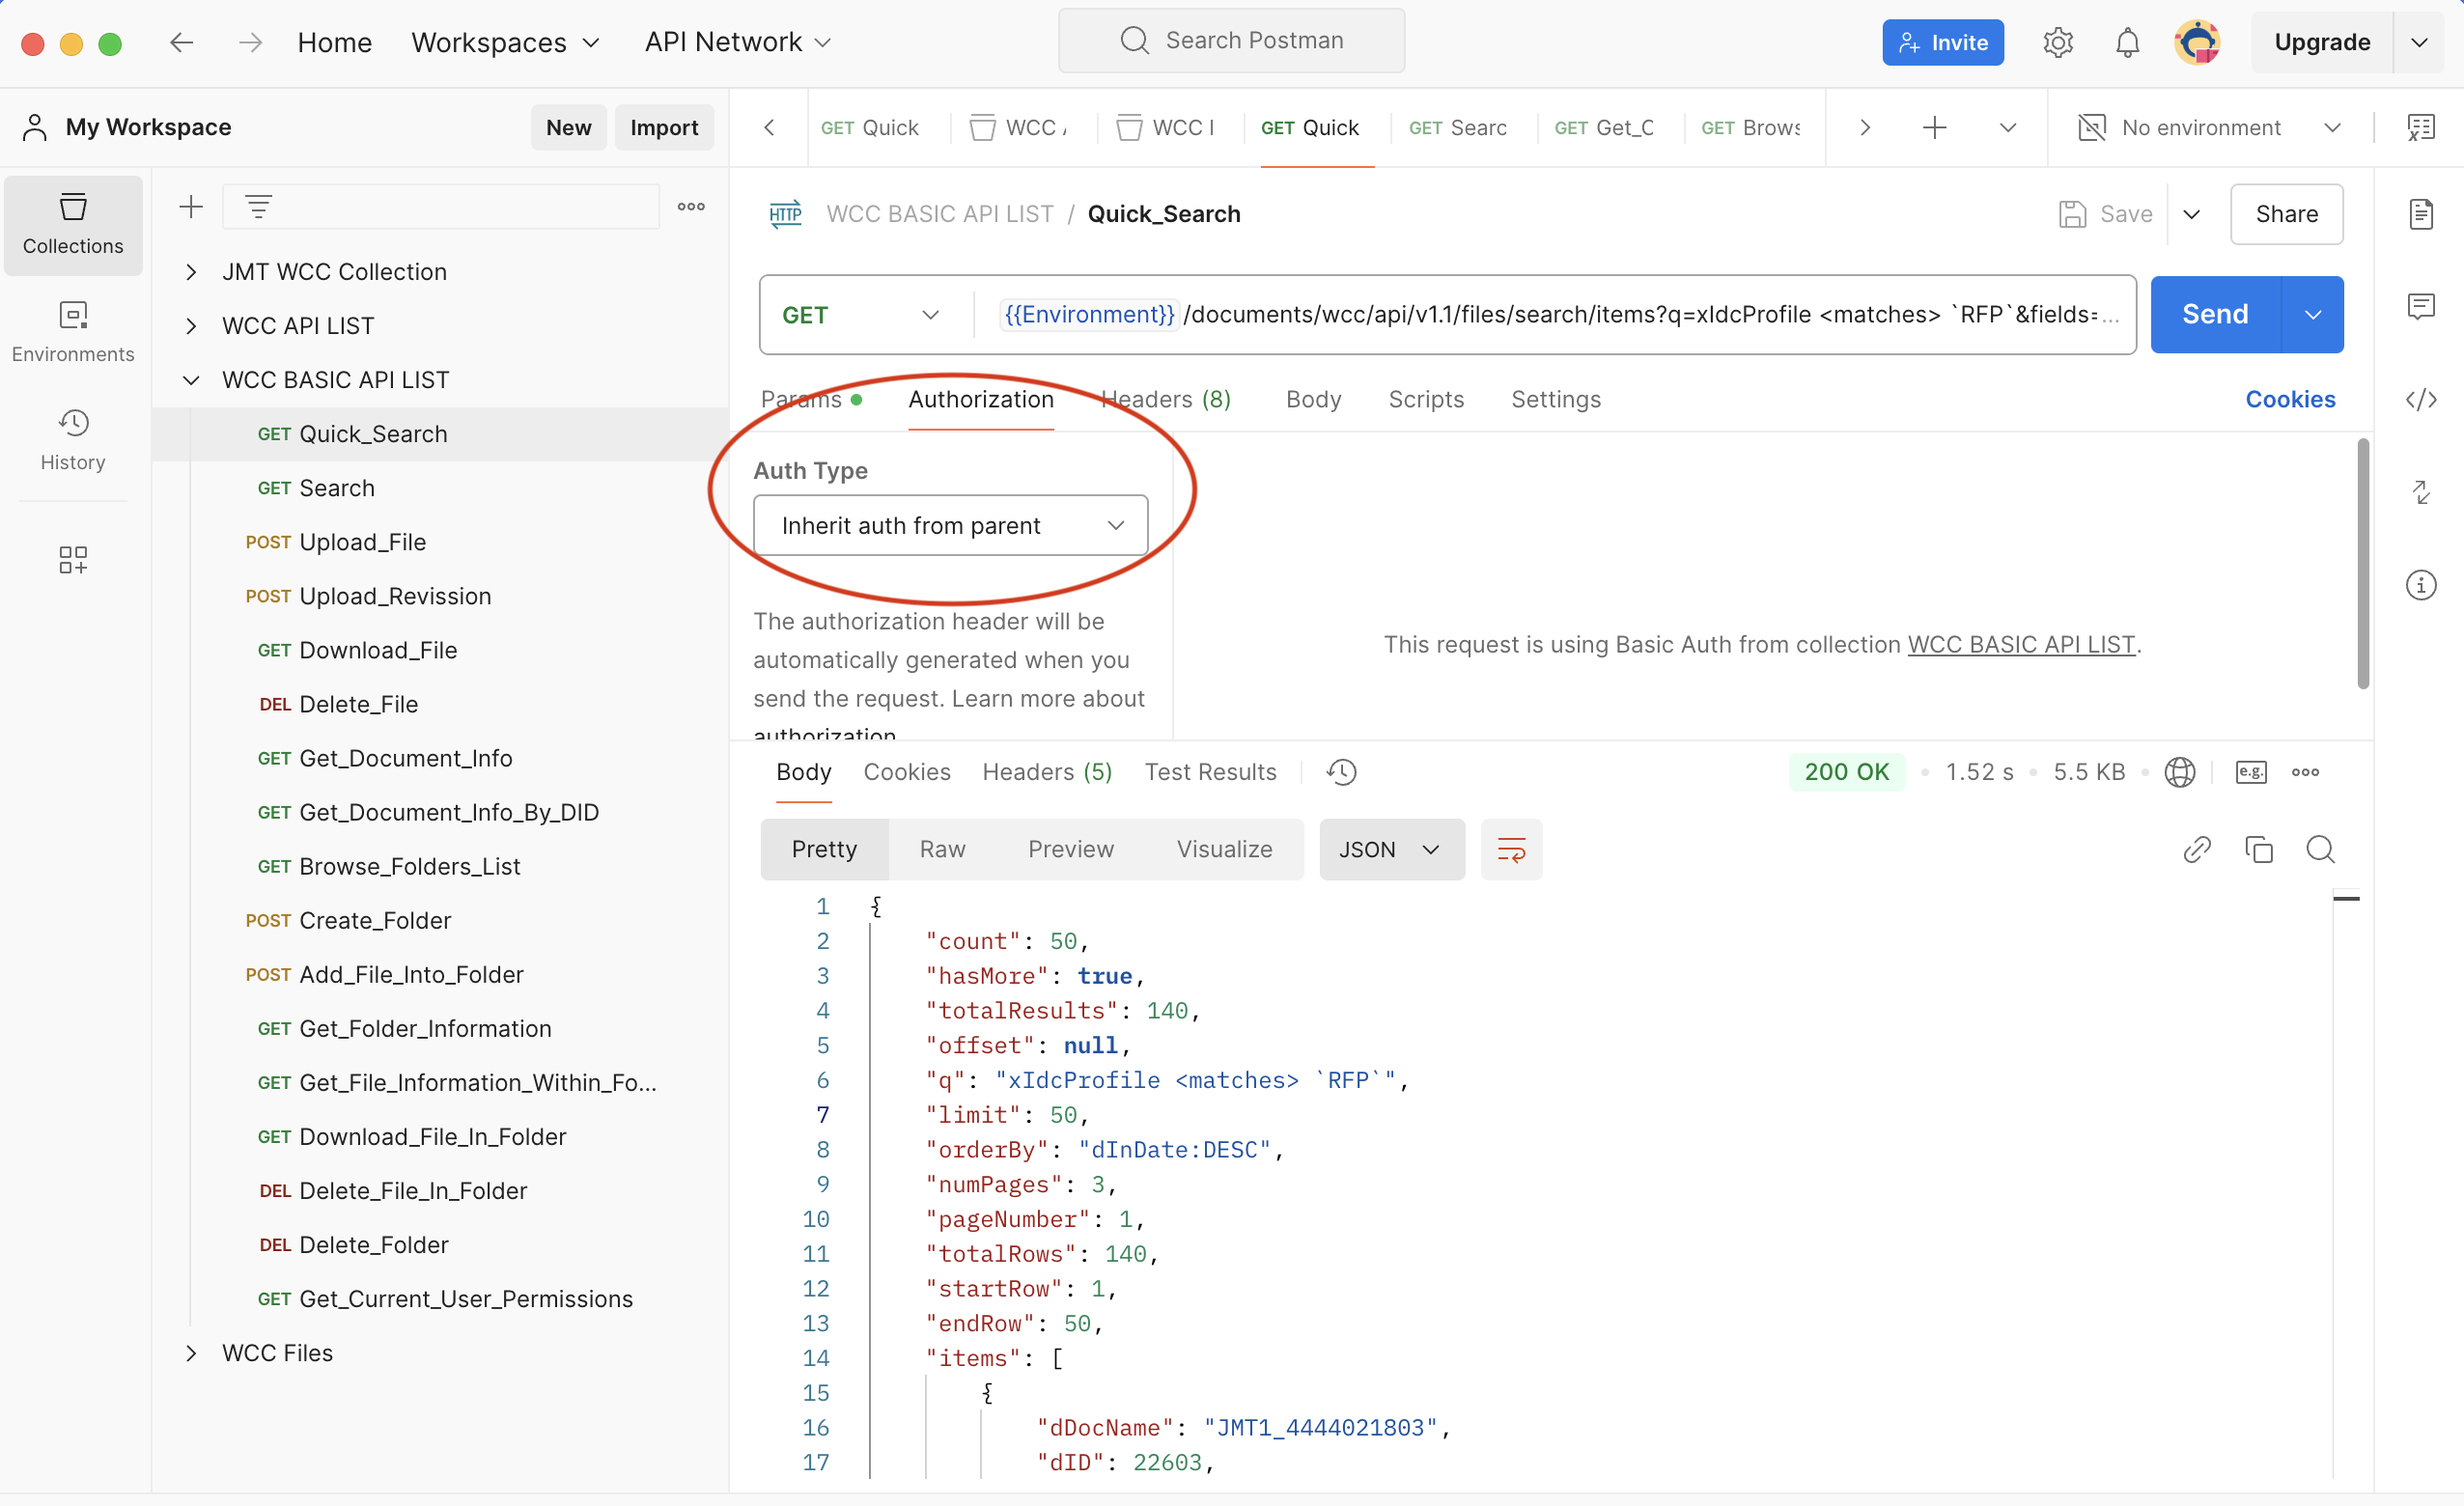 Home Workspaces API Network Search Postman Invite Upgrade
My Workspace New Import
GET Quick WCC WCC GET Quick GET Searc GET Get_C GET Brows No environment
Collections
Environments
History
JMT WCC Collection
WCC API LIST
WCC BASIC API LIST
GET Quick_Search
GET Search
POST Upload_File
POST Upload_Revission
GET Download_File
DEL Delete_File
GET Get_Document_Info
GET Get_Document_Info_By_DID
GET Browse_Folders_List
POST Create_Folder
POST Add_File_Into_Folder
GET Get_Folder_Information
GET Get_File_Information_Within_Fo...
GET Download_File_In_Folder
DEL Delete_File_In_Folder
DEL Delete_Folder
GET Get_Current_User_Permissions
WCC Files
HTTP WCC BASIC API LIST / Quick_Search Save Share
GET {{Environment}}/documents/wcc/api/v1.1/files/search/items?q=xIdcProfile <matches> `RFP`&fields=... Send
Params Authorization Headers (8) Body Scripts Settings Cookies
Auth Type
Inherit auth from parent
The authorization header will be
automatically generated when you
send the request. Learn more about
authorization
This request is using Basic Auth from collection WCC BASIC API LIST.
Body Cookies Headers (5) Test Results 200 OK 1.52 s 5.5 KB e.g.
Pretty Raw Preview Visualize JSON
1 {
2 "count": 50,
3 "hasMore": true,
4 "totalResults": 140,
5 "offset": null,
6 "q": "xIdcProfile <matches> `RFP`",
7 "limit": 50,
8 "orderBy": "dInDate:DESC",
9 "numPages": 3,
10 "pageNumber": 1,
11 "totalRows": 140,
12 "startRow": 1,
13 "endRow": 50,
14 "items": [
15 {
16 "dDocName": "JMT1_4444021803",
17 "dID": 22603,